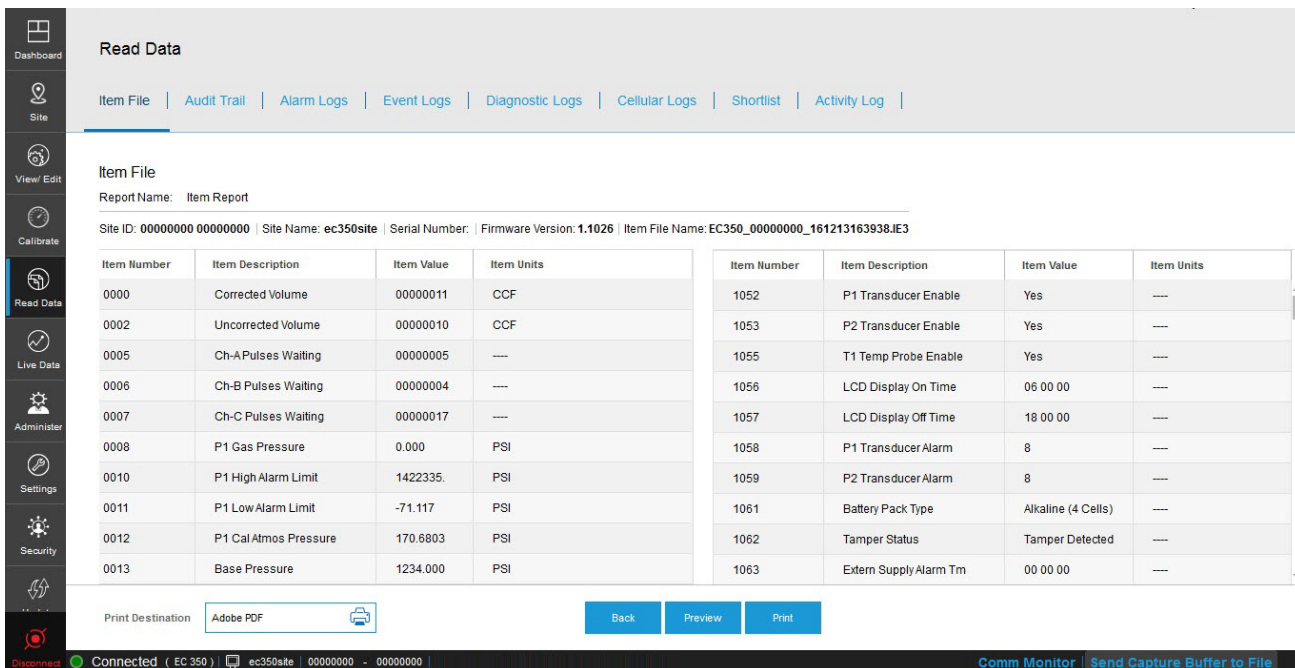 Dashboard
Site
View/ Edit
Calibrate
Read Data
Live Data
Administer
Settings
Security
Disconnect
Read Data
Item File | Audit Trail | Alarm Logs | Event Logs | Diagnostic Logs | Cellular Logs | Shortlist | Activity Log |
Item File
Report Name: Item Report
Site ID: 00000000 00000000 | Site Name: ec350site | Serial Number: | Firmware Version: 1.1026 | Item File Name: EC350_00000000_161213163938.IE3
Item Number Item Description Item Value Item Units
0000 Corrected Volume 00000011 CCF
0002 Uncorrected Volume 00000010 CCF
0005 Ch-A Pulses Waiting 00000005 ----
0006 Ch-B Pulses Waiting 00000004 ----
0007 Ch-C Pulses Waiting 00000017 ----
0008 P1 Gas Pressure 0.000 PSI
0010 P1 High Alarm Limit 1422335. PSI
0011 P1 Low Alarm Limit -71.117 PSI
0012 P1 Cal Atmos Pressure 170.6803 PSI
0013 Base Pressure 1234.000 PSI
Item Number Item Description Item Value Item Units
1052 P1 Transducer Enable Yes ----
1053 P2 Transducer Enable Yes ----
1055 T1 Temp Probe Enable Yes ----
1056 LCD Display On Time 06 00 00 ----
1057 LCD Display Off Time 18 00 00 ----
1058 P1 Transducer Alarm 8 ----
1059 P2 Transducer Alarm 8 ----
1061 Battery Pack Type Alkaline (4 Cells) ----
1062 Tamper Status Tamper Detected ----
1063 Extern Supply Alarm Tm 00 00 00 ----
Print Destination Adobe PDF Back Preview Print
Connected ( EC 350 ) | ec350site | 00000000 - 00000000 | Comm Monitor | Send Capture Buffer to File